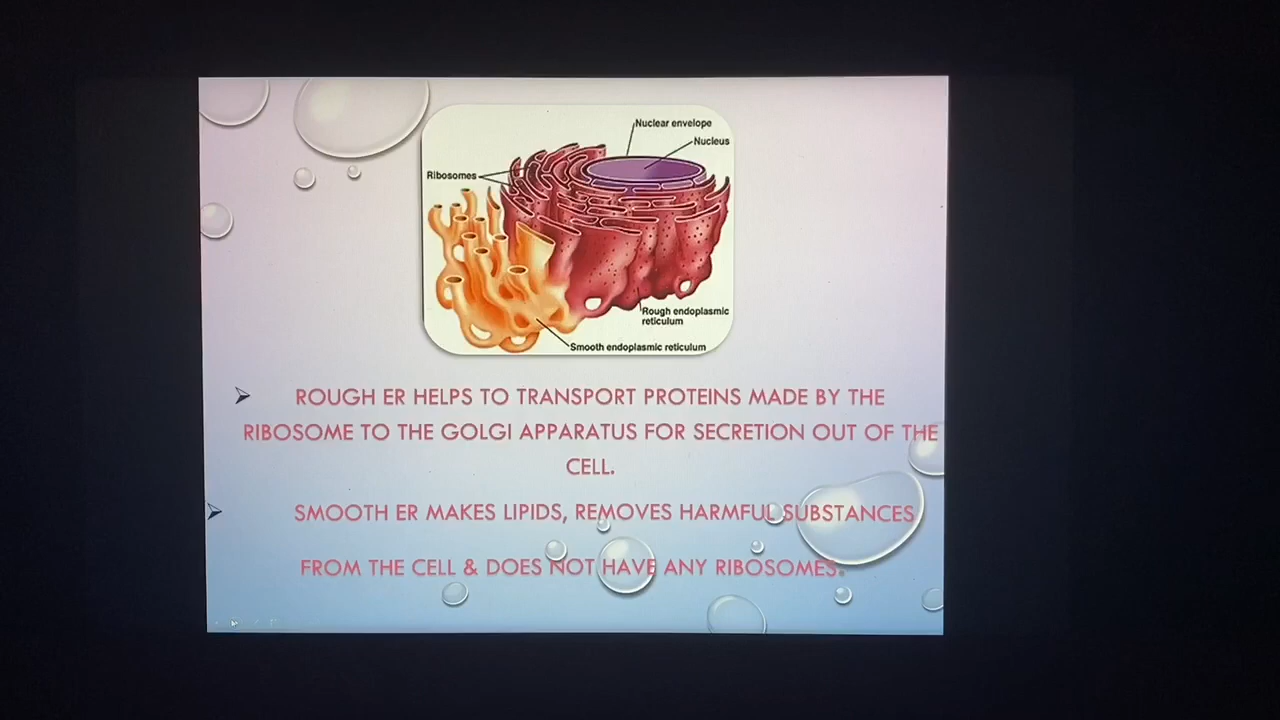 Nuclear envelope
Nucleus
Ribosomes
Rough endoplasmic
reticulum
Smooth endoplasmic reticulum
ROUGH ER HELPS TO TRANSPORT PROTEINS MADE BY THE
RIBOSOME TO THE GOLGI APPARATUS FOR SECRETION OUT OF THE
CELL.
SMOOTH ER MAKES LIPIDS, REMOVES HARMFUL SUBSTANCES
FROM THE CELL & DOES NOT HAVE ANY RIBOSOMES.